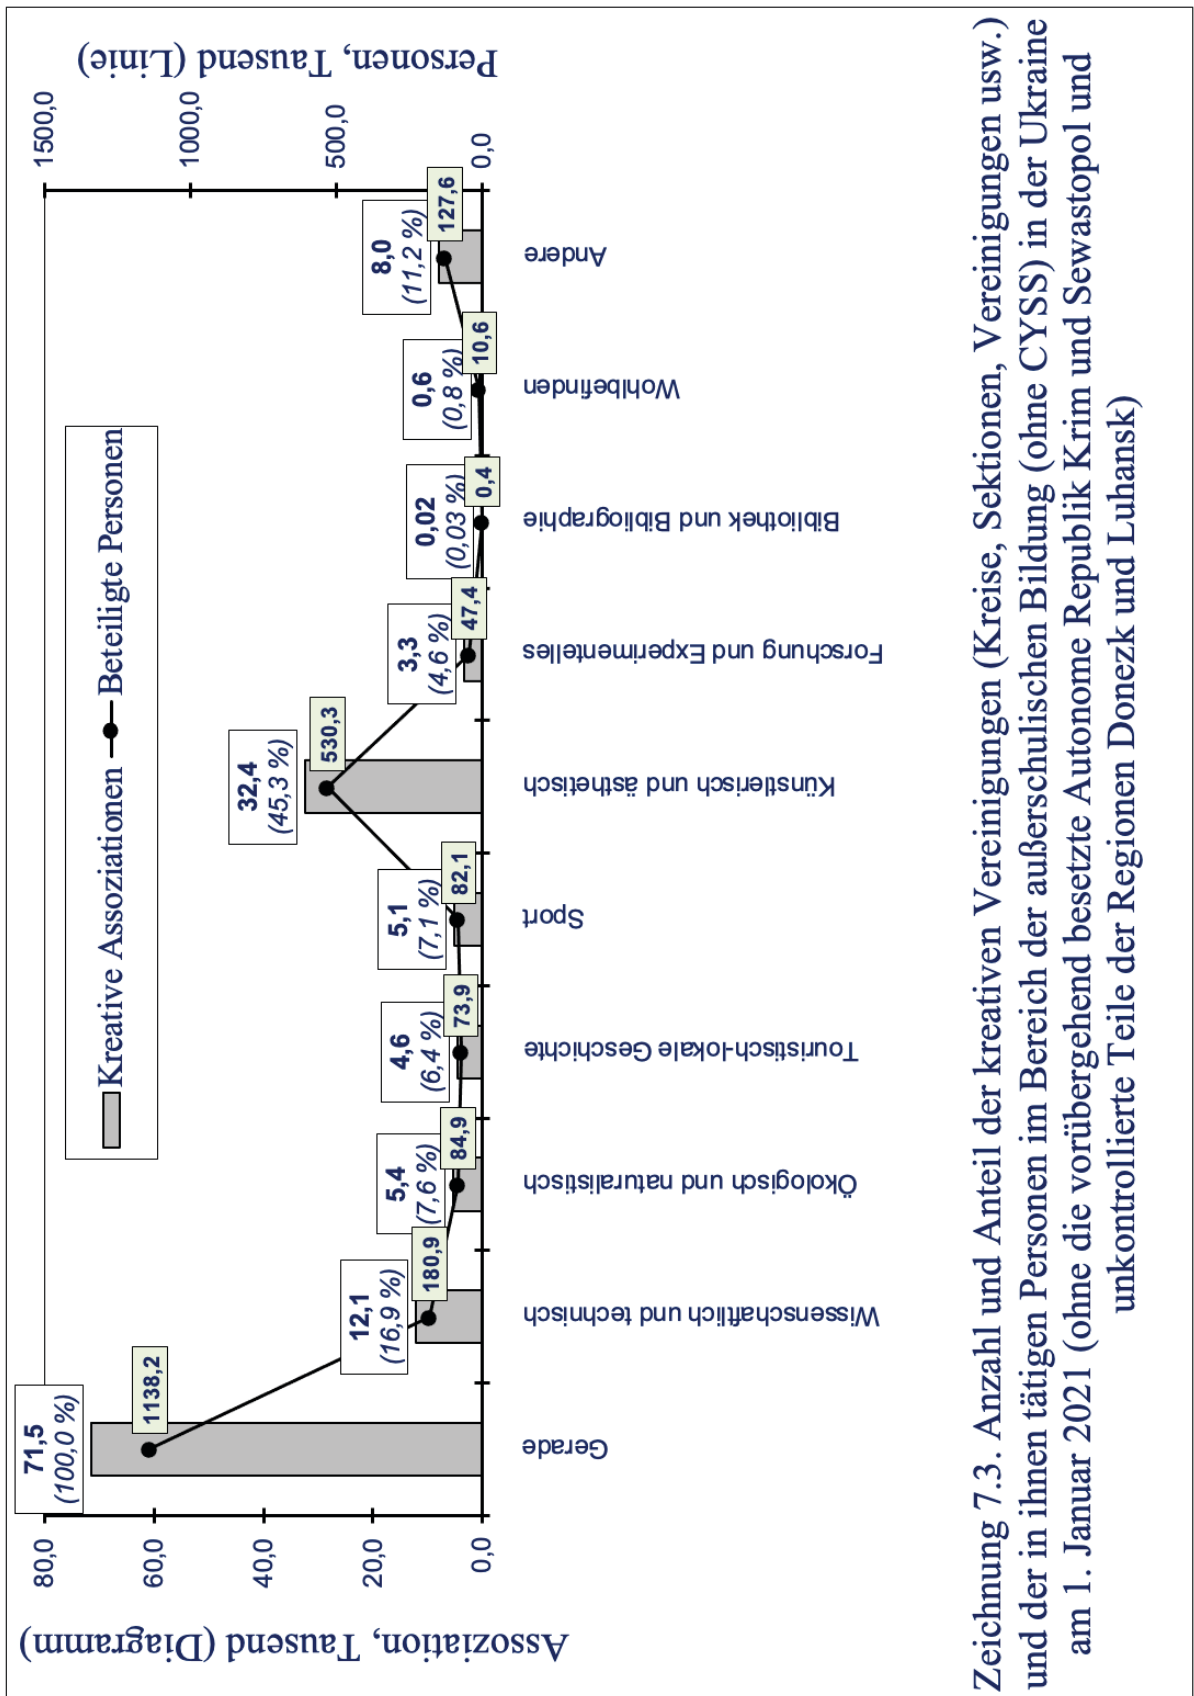 Kreative Assoziationen
Beteiligte Personen
Assoziation, Tausend (Diagramm)
80,0
60,0
40,0
20,0
0,0
Personen, Tausend (Linie)
1500,0
1000,0
500,0
0,0
71,5
(100,0 %)
1138,2
12,1
(16,9 %)
180,9
5,4
(7,6 %)
84,9
4,6
(6,4 %)
73,9
5,1
(7,1 %)
82,1
32,4
(45,3 %)
530,3
3,3
(4,6 %)
47,4
0,02
(0,03 %)
0,4
0,6
(0,8 %)
10,6
8,0
(11,2 %)
127,6
Gerade
Wissenschaftlich und technisch
Ökologisch und naturalistisch
Touristisch-lokale Geschichte
Sport
Künstlerisch und ästhetisch
Forschung und Experimentelles
Bibliothek und Bibliographie
Wohlbefinden
Andere
Zeichnung 7.3. Anzahl und Anteil der kreativen Vereinigungen (Kreise, Sektionen, Vereinigungen usw.)
und der in ihnen tätigen Personen im Bereich der außerschulischen Bildung (ohne CYSS) in der Ukraine
am 1. Januar 2021 (ohne die vorübergehend besetzte Autonome Republik Krim und Sewastopol und
unkontrollierte Teile der Regionen Donezk und Luhansk)